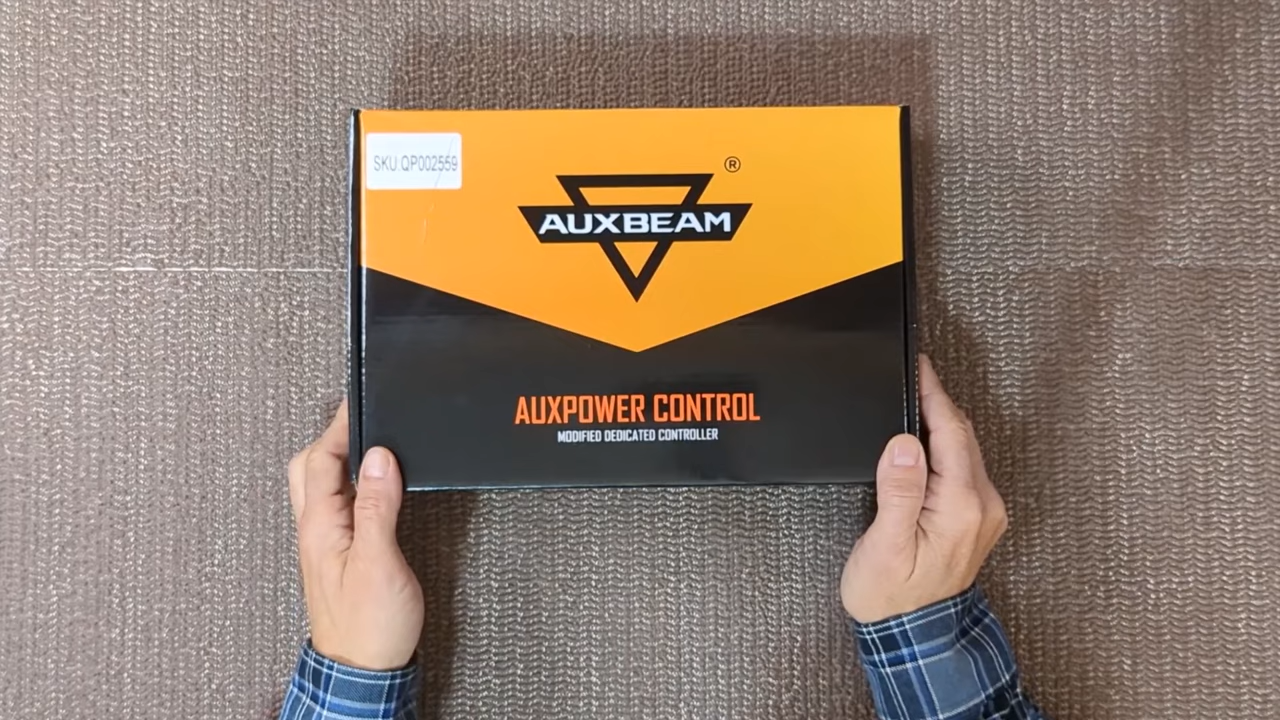 SKU.QP002559
®
AUXBEAM
AUXPOWER CONTROL
MODIFIED DEDICATED CONTROLLER